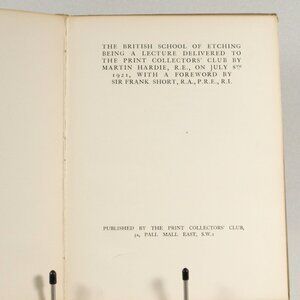 THE BRITISH SCHOOL OF ETCHING
BEING A LECTURE DELIVERED TO
THE PRINT COLLECTORS' CLUB BY
MARTIN HARDIE, R.E., ON JULY 8TH
1921, WITH A FOREWORD BY
SIR FRANK SHORT, R.A., P.R.E., R.I.
PUBLISHED BY THE PRINT COLLECTORS' CLUB,
5a, PALL MALL EAST, S.W.1